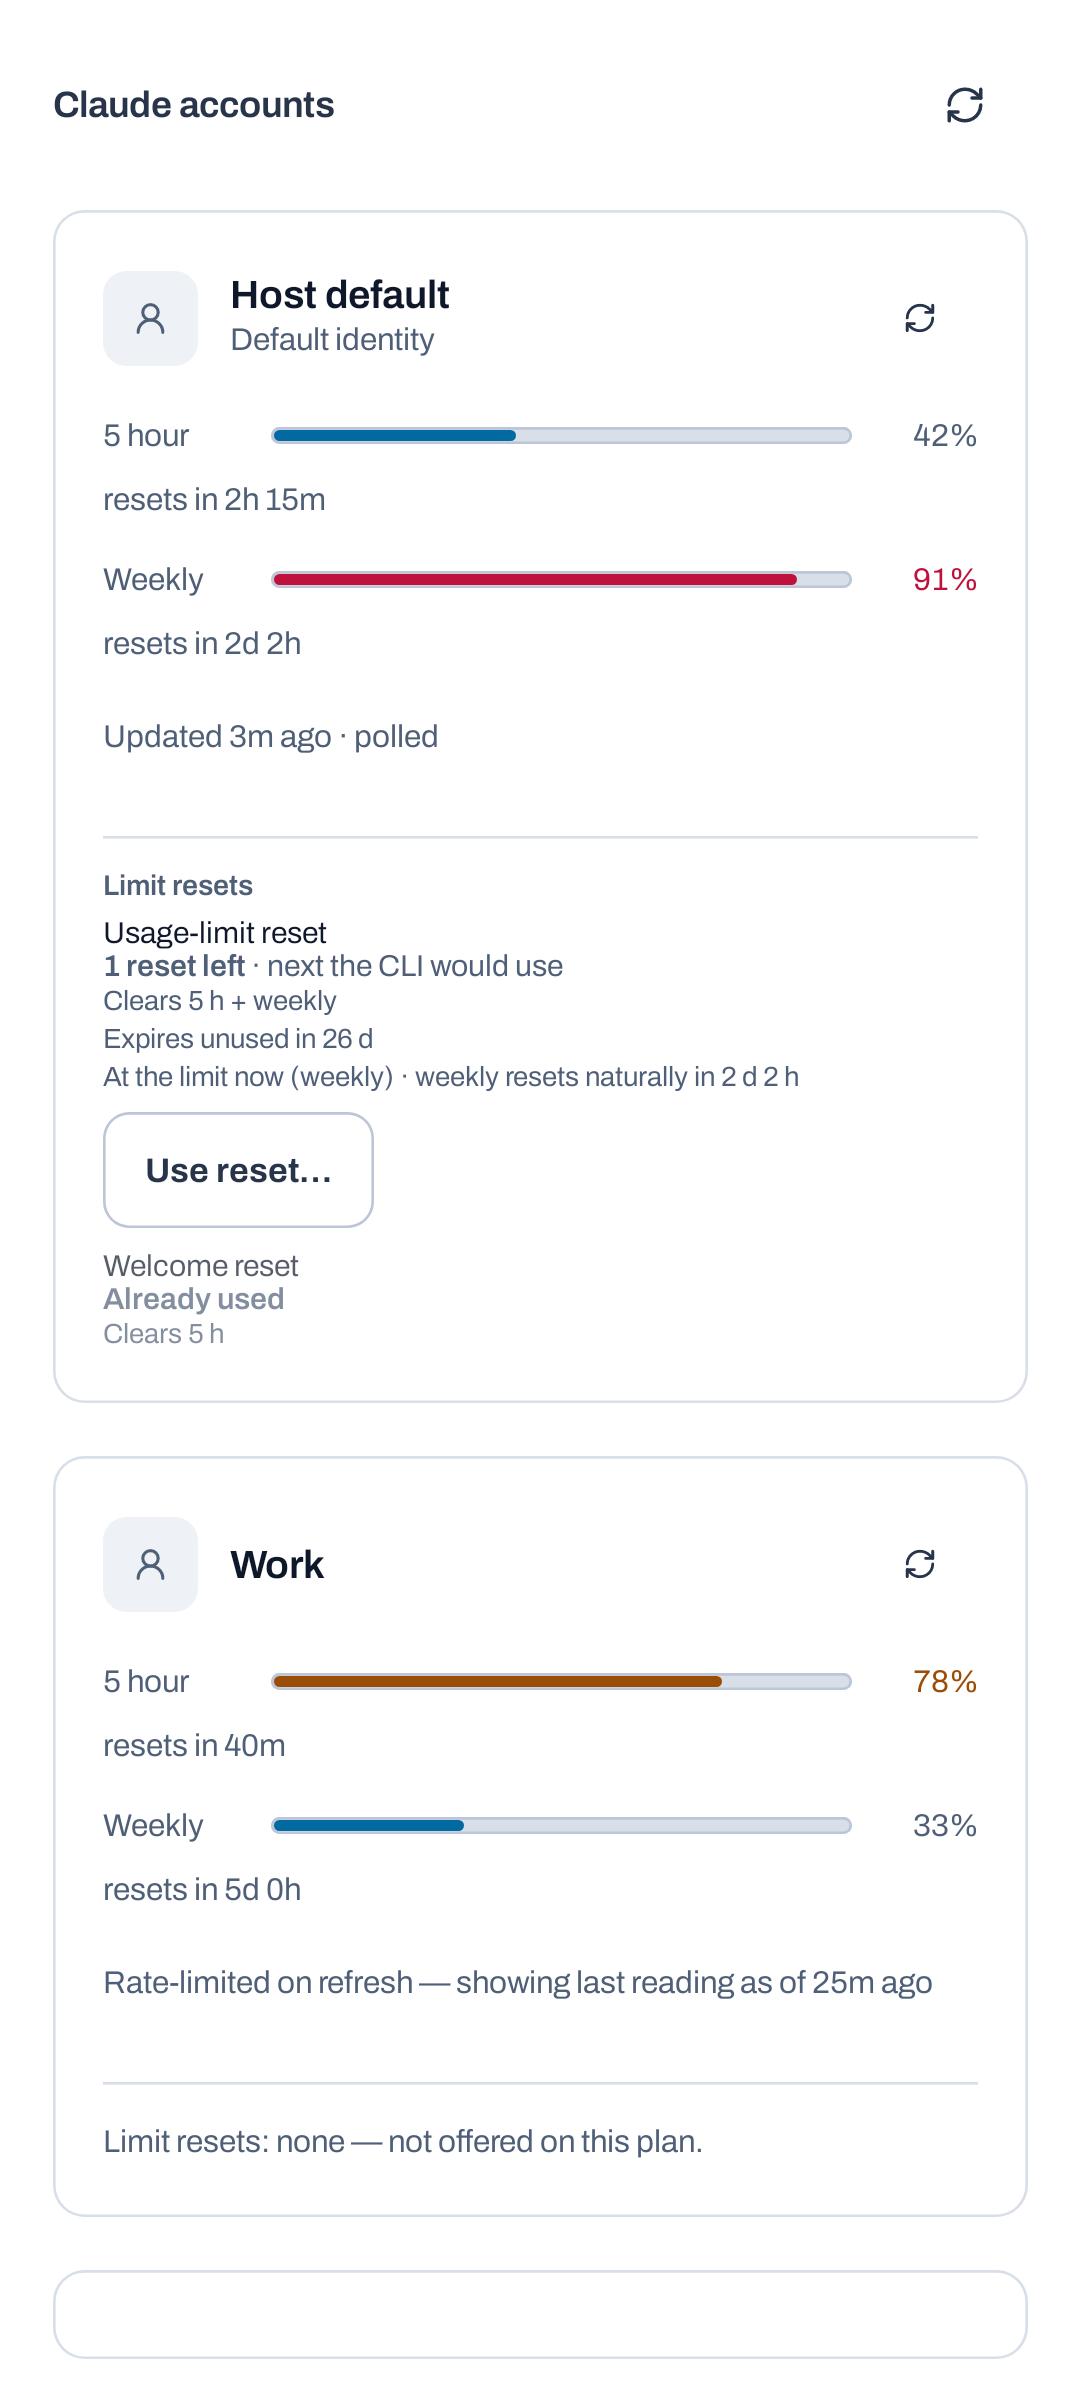 Claude accounts
Host default
Default identity
5 hour 42%
resets in 2h 15m
Weekly 91%
resets in 2d 2h
Updated 3m ago · polled
Limit resets
Usage-limit reset
1 reset left · next the CLI would use
Clears 5 h + weekly
Expires unused in 26 d
At the limit now (weekly) · weekly resets naturally in 2 d 2 h
Use reset…
Welcome reset
Already used
Clears 5 h
Work
5 hour 78%
resets in 40m
Weekly 33%
resets in 5d 0h
Rate-limited on refresh — showing last reading as of 25m ago
Limit resets: none — not offered on this plan.